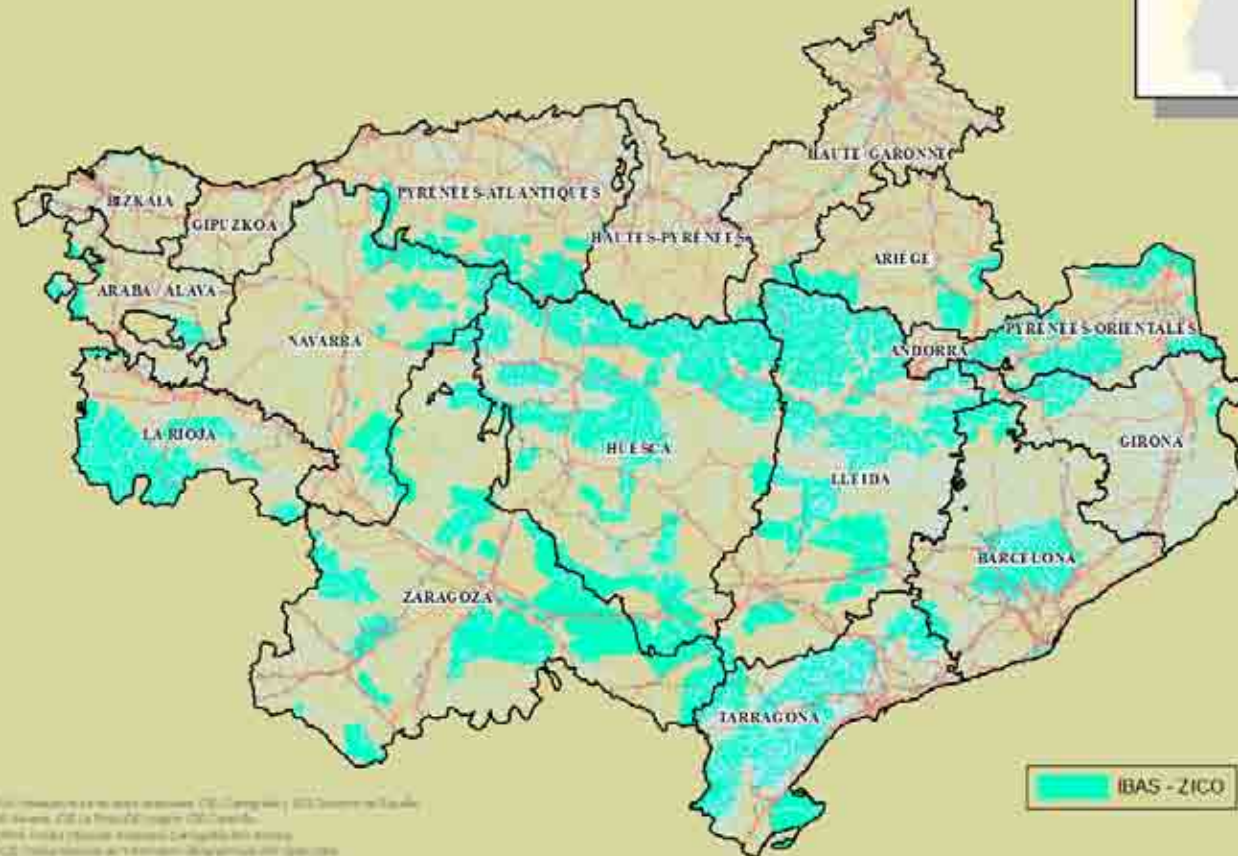 HAUTE-GARONNE
BIZKAIA
GIPUZKOA
PYRENEES-ATLANTIQUES
HAUTES-PYRENEES
ARIÈGE
ARABA / ALAVA
NAVARRA
ANDORRA
PYRENEES-ORIENTALES
LA RIOJA
HUESCA
LLEIDA
GIRONA
BARCELONA
ZARAGOZA
TARRAGONA
IBAS - ZICO